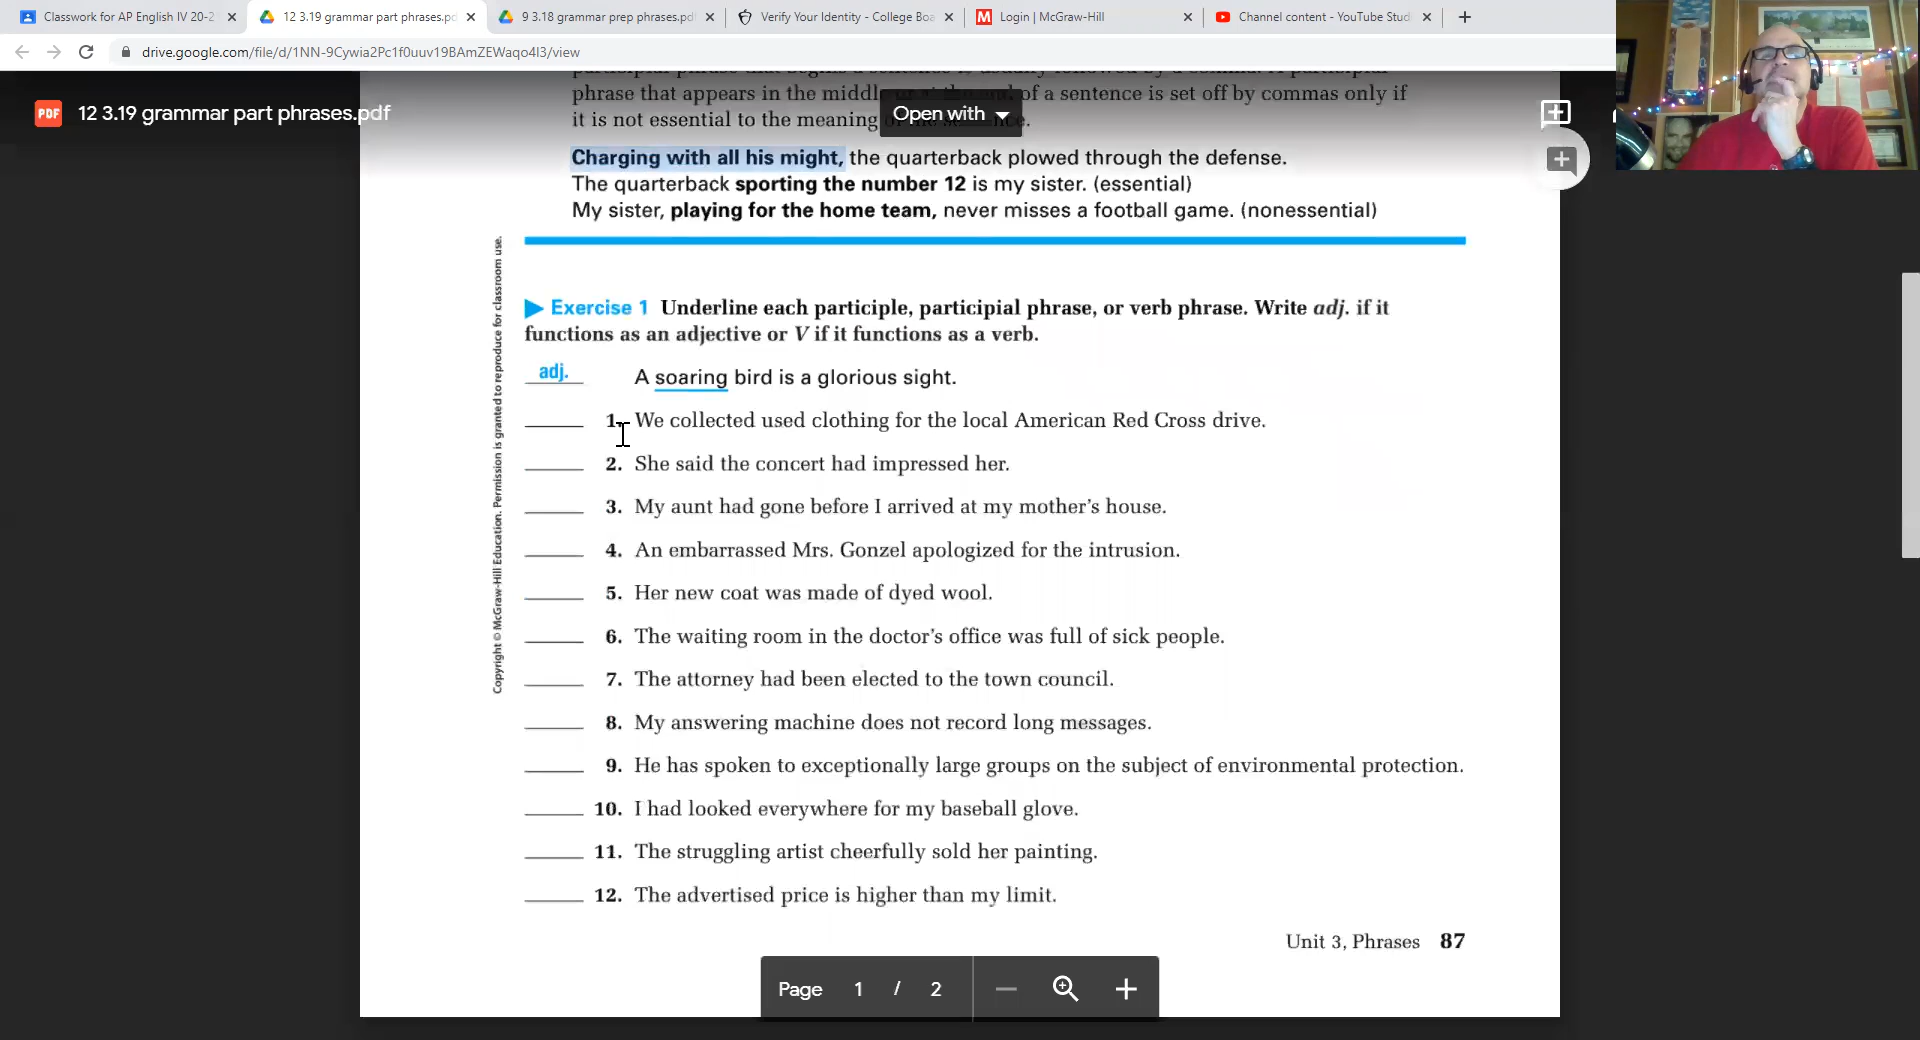 Classwork for AP English IV 20-2
12 3.19 grammar part phrases.pd
9 3.18 grammar prep phrases.pdf
Verify Your Identity - College Boa
Login | McGraw-Hill
Channel content - YouTube Stud
drive.google.com/file/d/1NN-9Cywia2Pc1f0uuv19BAmZEWaqo4I3/view
PDF 12 3.19 grammar part phrases.pdf
Open with
participial phrase that begins a sentence is usually followed by a comma. A participial
phrase that appears in the middle of a sentence is set off by commas only if
it is not essential to the meaning
Charging with all his might, the quarterback plowed through the defense.
The quarterback sporting the number 12 is my sister. (essential)
My sister, playing for the home team, never misses a football game. (nonessential)
Copyright © McGraw-Hill Education. Permission is granted to reproduce for classroom use.
Exercise 1 Underline each participle, participial phrase, or verb phrase. Write adj. if it
functions as an adjective or V if it functions as a verb.
adj. A soaring bird is a glorious sight.
1. We collected used clothing for the local American Red Cross drive.
2. She said the concert had impressed her.
3. My aunt had gone before I arrived at my mother's house.
4. An embarrassed Mrs. Gonzel apologized for the intrusion.
5. Her new coat was made of dyed wool.
6. The waiting room in the doctor's office was full of sick people.
7. The attorney had been elected to the town council.
8. My answering machine does not record long messages.
9. He has spoken to exceptionally large groups on the subject of environmental protection.
10. I had looked everywhere for my baseball glove.
11. The struggling artist cheerfully sold her painting.
12. The advertised price is higher than my limit.
Unit 3, Phrases 87
Page 1 / 2